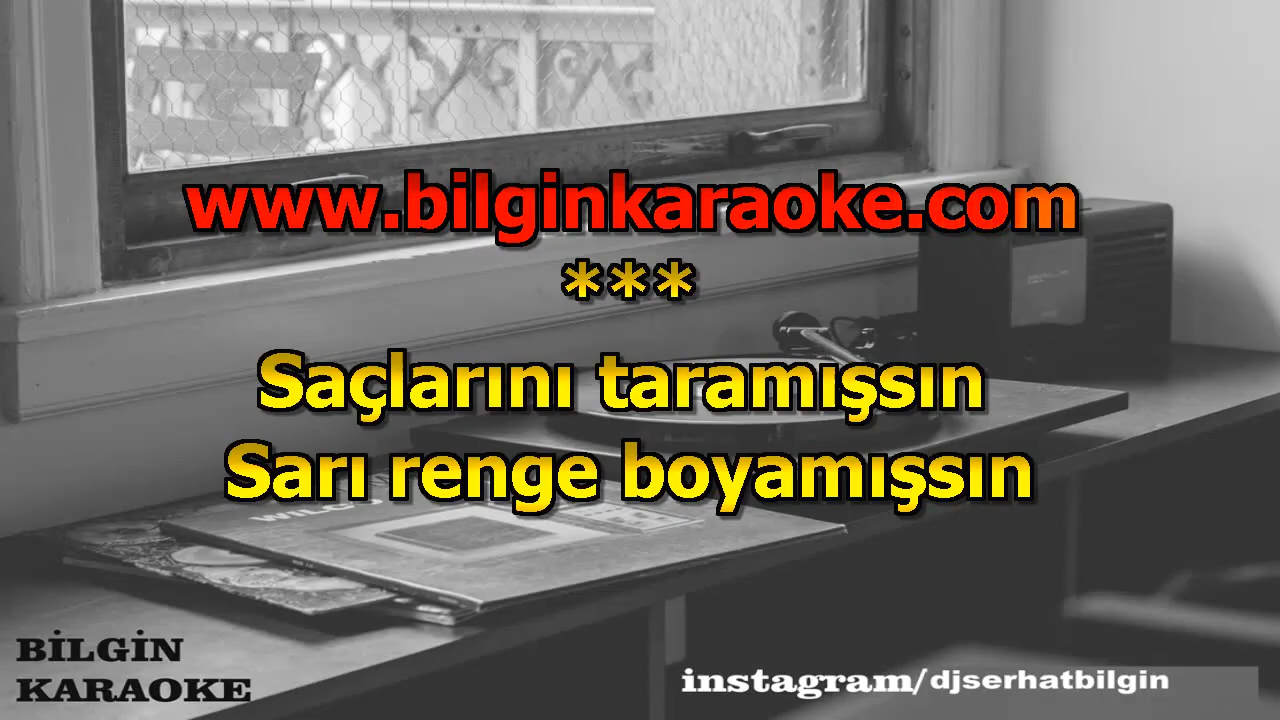 www.bilginkaraoke.com
***
Saçlarını taramışsın
Sarı renge boyamışsın
BİLGİN
KARAOKE
instagram/djserhatbilgin